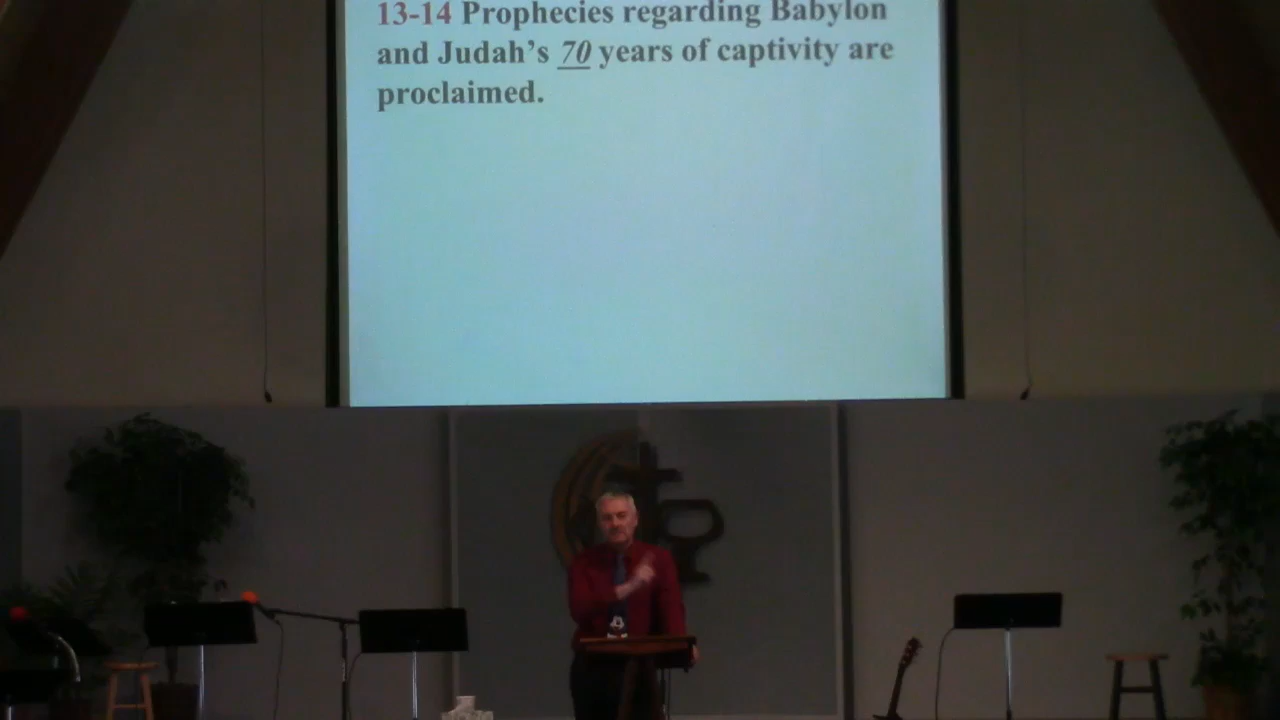 13-14 Prophecies regarding Babylon
and Judah’s 70 years of captivity are
proclaimed.